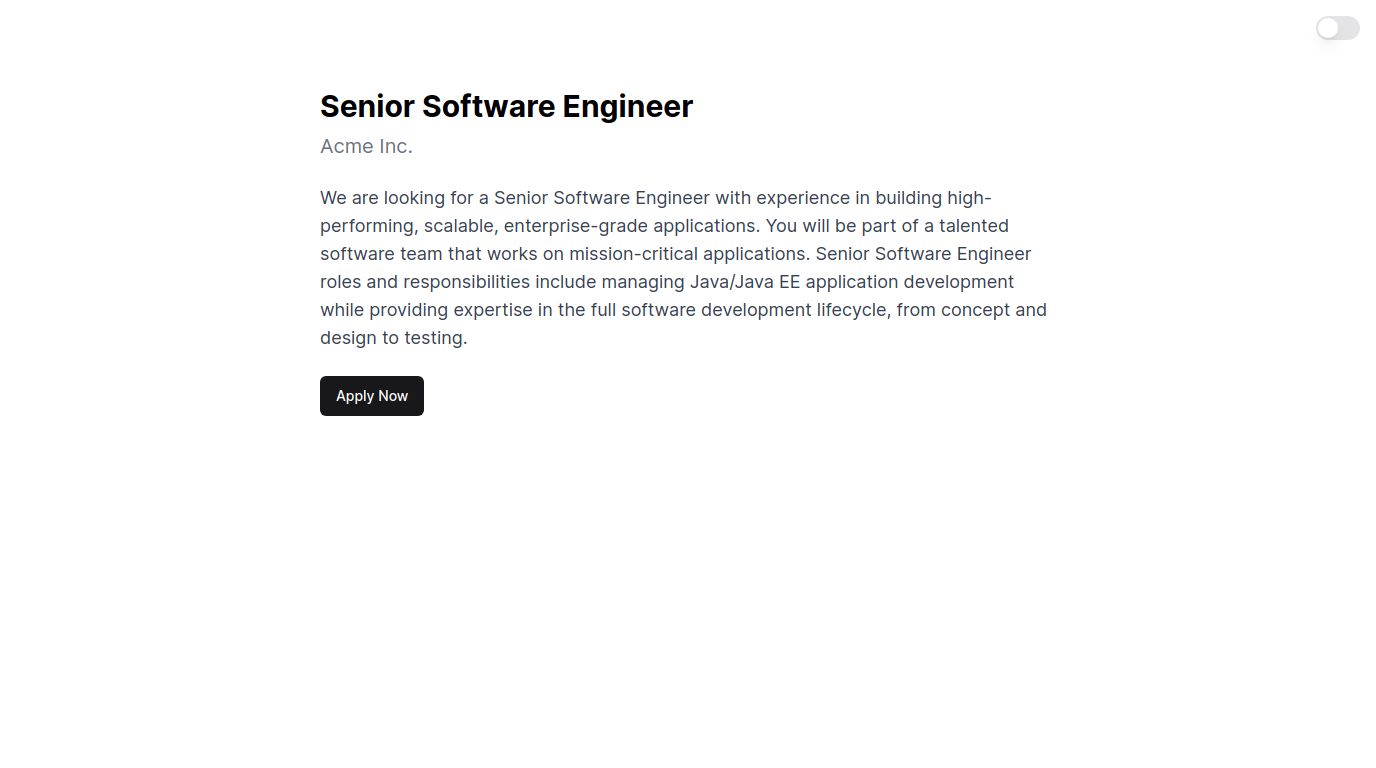 Senior Software Engineer
Acme Inc.
We are looking for a Senior Software Engineer with experience in building high-
performing, scalable, enterprise-grade applications. You will be part of a talented
software team that works on mission-critical applications. Senior Software Engineer
roles and responsibilities include managing Java/Java EE application development
while providing expertise in the full software development lifecycle, from concept and
design to testing.
Apply Now